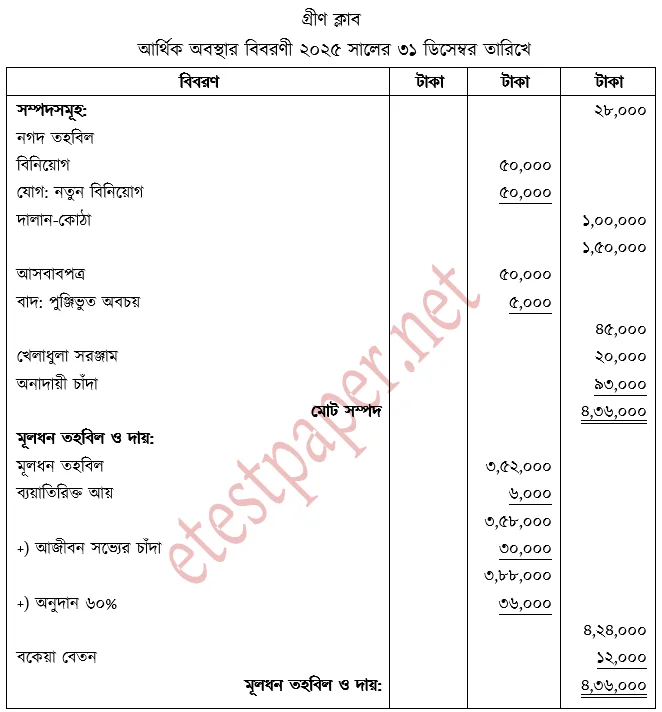 গ্রীণ ক্লাব
আর্থিক অবস্থার বিবরণী ২০২৫ সালের ৩১ ডিসেম্বর তারিখে
বিবরণ টাকা টাকা টাকা
সম্পদসমূহ: ২৮,০০০
নগদ তহবিল
বিনিয়োগ ৫০,০০০
যোগ: নতুন বিনিয়োগ ৫০,০০০
দালান-কোঠা ১,০০,০০০
১,৫০,০০০
আসবাবপত্র ৫০,০০০
বাদ: পুঞ্জিভুত অবচয় ৫,০০০
৪৫,০০০
খেলাধুলা সরঞ্জাম ২০,০০০
অনাদায়ী চাঁদা ৯৩,০০০
মোট সম্পদ ৪,৩৬,০০০
মূলধন তহবিল ও দায়:
মূলধন তহবিল ৩,৫২,০০০
ব্যয়াতিরিক্ত আয় ৬,০০০
৩,৫৮,০০০
+) আজীবন সভ্যের চাঁদা ৩০,০০০
৩,৮৮,০০০
+) অনুদান ৬০% ৩৬,০০০
৪,২৪,০০০
বকেয়া বেতন ১২,০০০
মূলধন তহবিল ও দায়: ৪,৩৬,০০০
etestpaper.net